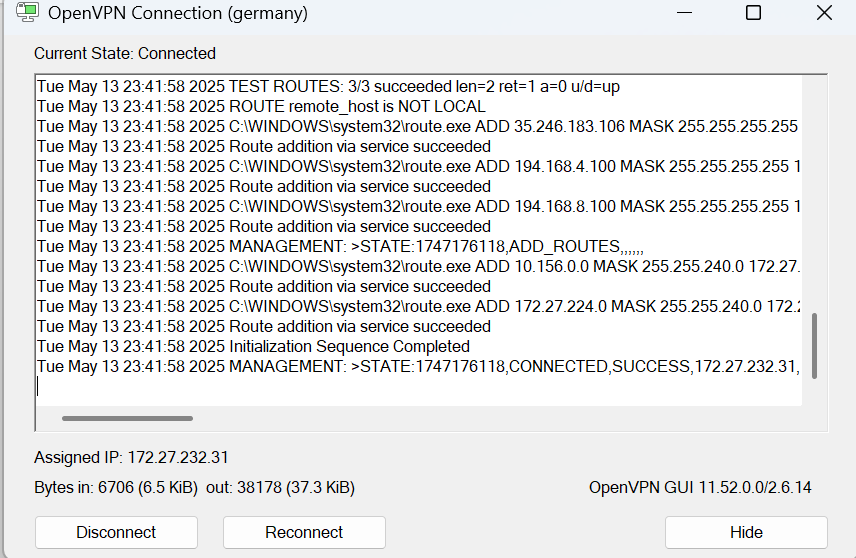 OpenVPN Connection (germany)
Current State: Connected
Tue May 13 23:41:58 2025 TEST ROUTES: 3/3 succeeded len=2 ret=1 a=0 u/d=up
Tue May 13 23:41:58 2025 ROUTE remote_host is NOT LOCAL
Tue May 13 23:41:58 2025 C:\WINDOWS\system32\route.exe ADD 35.246.183.106 MASK 255.255.255.255
Tue May 13 23:41:58 2025 Route addition via service succeeded
Tue May 13 23:41:58 2025 C:\WINDOWS\system32\route.exe ADD 194.168.4.100 MASK 255.255.255.255 1
Tue May 13 23:41:58 2025 Route addition via service succeeded
Tue May 13 23:41:58 2025 C:\WINDOWS\system32\route.exe ADD 194.168.8.100 MASK 255.255.255.255 1
Tue May 13 23:41:58 2025 Route addition via service succeeded
Tue May 13 23:41:58 2025 MANAGEMENT: >STATE:1747176118,ADD_ROUTES,,,,,,
Tue May 13 23:41:58 2025 C:\WINDOWS\system32\route.exe ADD 10.156.0.0 MASK 255.255.240.0 172.27.
Tue May 13 23:41:58 2025 Route addition via service succeeded
Tue May 13 23:41:58 2025 C:\WINDOWS\system32\route.exe ADD 172.27.224.0 MASK 255.255.240.0 172.2
Tue May 13 23:41:58 2025 Route addition via service succeeded
Tue May 13 23:41:58 2025 Initialization Sequence Completed
Tue May 13 23:41:58 2025 MANAGEMENT: >STATE:1747176118,CONNECTED,SUCCESS,172.27.232.31,
Assigned IP: 172.27.232.31
Bytes in: 6706 (6.5 KiB) out: 38178 (37.3 KiB)
OpenVPN GUI 11.52.0.0/2.6.14
Disconnect
Reconnect
Hide